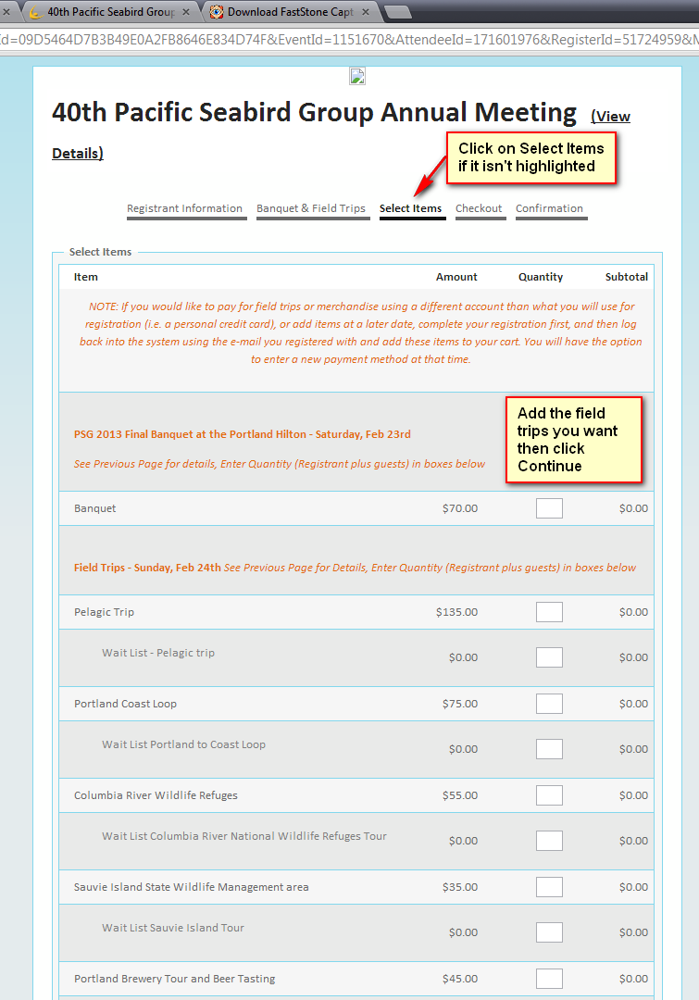 40th Pacific Seabird Group
Download FastStone Capt
Id=09D5464D7B3B49E0A2FB8646E834D74F&EventId=1151670&AttendeeId=171601976&RegisterId=51724959&M
40th Pacific Seabird Group Annual Meeting (View
Details)
Click on Select Items
if it isn't highlighted
Registrant Information Banquet & Field Trips Select Items Checkout Confirmation
Select Items
Item Amount Quantity Subtotal
NOTE: If you would like to pay for field trips or merchandise using a different account than what you will use for
registration (i.e. a personal credit card), or add items at a later date, complete your registration first, and then log
back into the system using the e-mail you registered with and add these items to your cart. You will have the option
to enter a new payment method at that time.
Add the field
trips you want
then click
Continue
PSG 2013 Final Banquet at the Portland Hilton - Saturday, Feb 23rd
See Previous Page for details, Enter Quantity (Registrant plus guests) in boxes below
Banquet $70.00 $0.00
Field Trips - Sunday, Feb 24th See Previous Page for Details, Enter Quantity (Registrant plus guests) in boxes below
Pelagic Trip $135.00 $0.00
Wait List - Pelagic trip $0.00 $0.00
Portland Coast Loop $75.00 $0.00
Wait List Portland to Coast Loop $0.00 $0.00
Columbia River Wildlife Refuges $55.00 $0.00
Wait List Columbia River National Wildlife Refuges Tour $0.00 $0.00
Sauvie Island State Wildlife Management area $35.00 $0.00
Wait List Sauvie Island Tour $0.00 $0.00
Portland Brewery Tour and Beer Tasting $45.00 $0.00